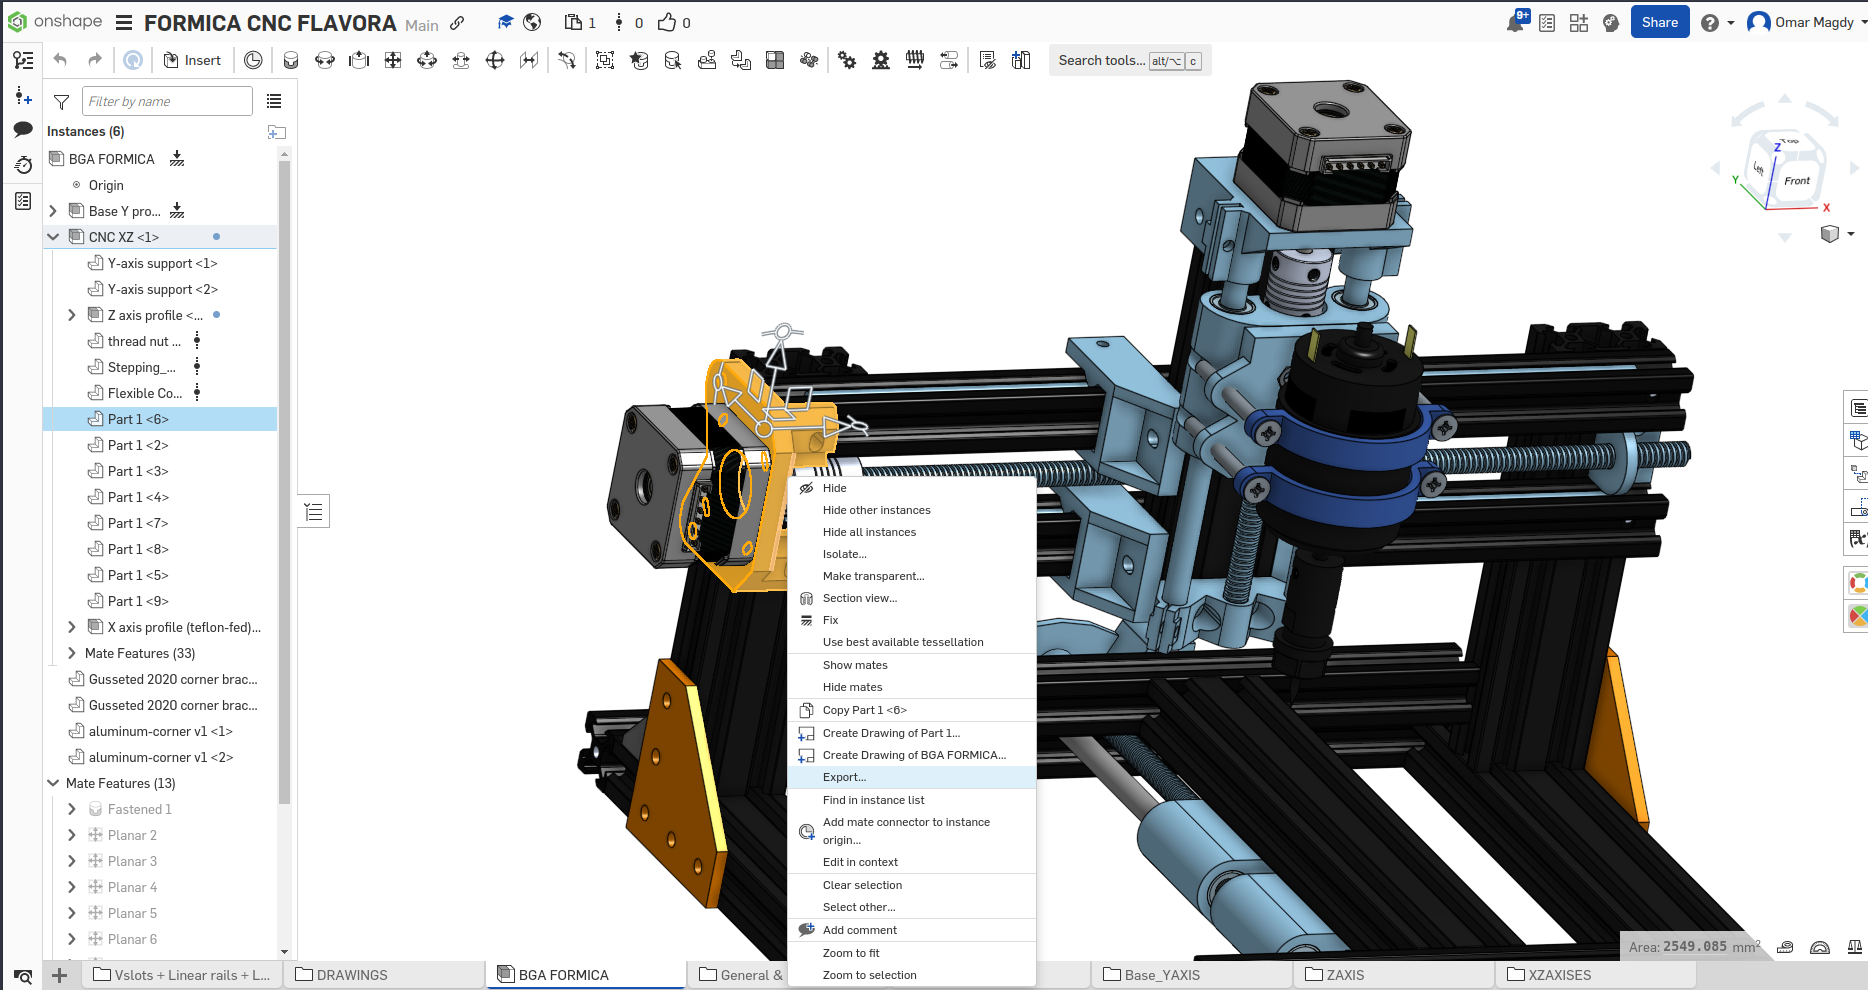 onshape
FORMICA CNC FLAVORA Main
1 0 0
9+
Share
Omar Magdy
Insert
Search tools... alt/⌥ c
Filter by name
Instances (6)
BGA FORMICA
Origin
Base Y pro...
CNC XZ <1>
Y-axis support <1>
Y-axis support <2>
Z axis profile <...
thread nut ...
Stepping_...
Flexible Co...
Part 1 <6>
Part 1 <2>
Part 1 <3>
Part 1 <4>
Part 1 <7>
Part 1 <8>
Part 1 <5>
Part 1 <9>
X axis profile (teflon-fed)...
Mate Features (33)
Gusseted 2020 corner brac...
Gusseted 2020 corner brac...
aluminum-corner v1 <1>
aluminum-corner v1 <2>
Mate Features (13)
Fastened 1
Planar 2
Planar 3
Planar 4
Planar 5
Planar 6
Hide
Hide other instances
Hide all instances
Isolate...
Make transparent...
Section view...
Fix
Use best available tessellation
Show mates
Hide mates
Copy Part 1 <6>
Create Drawing of Part 1...
Create Drawing of BGA FORMICA...
Export...
Find in instance list
Add mate connector to instance
origin...
Edit in context
Clear selection
Select other...
Add comment
Zoom to fit
Zoom to selection
Top
Z
Left
Front
Y
X
Area: 2549.085 mm²
Vslots + Linear rails + L...
DRAWINGS
BGA FORMICA
General &
Base_YAXIS
ZAXIS
XZAXISES